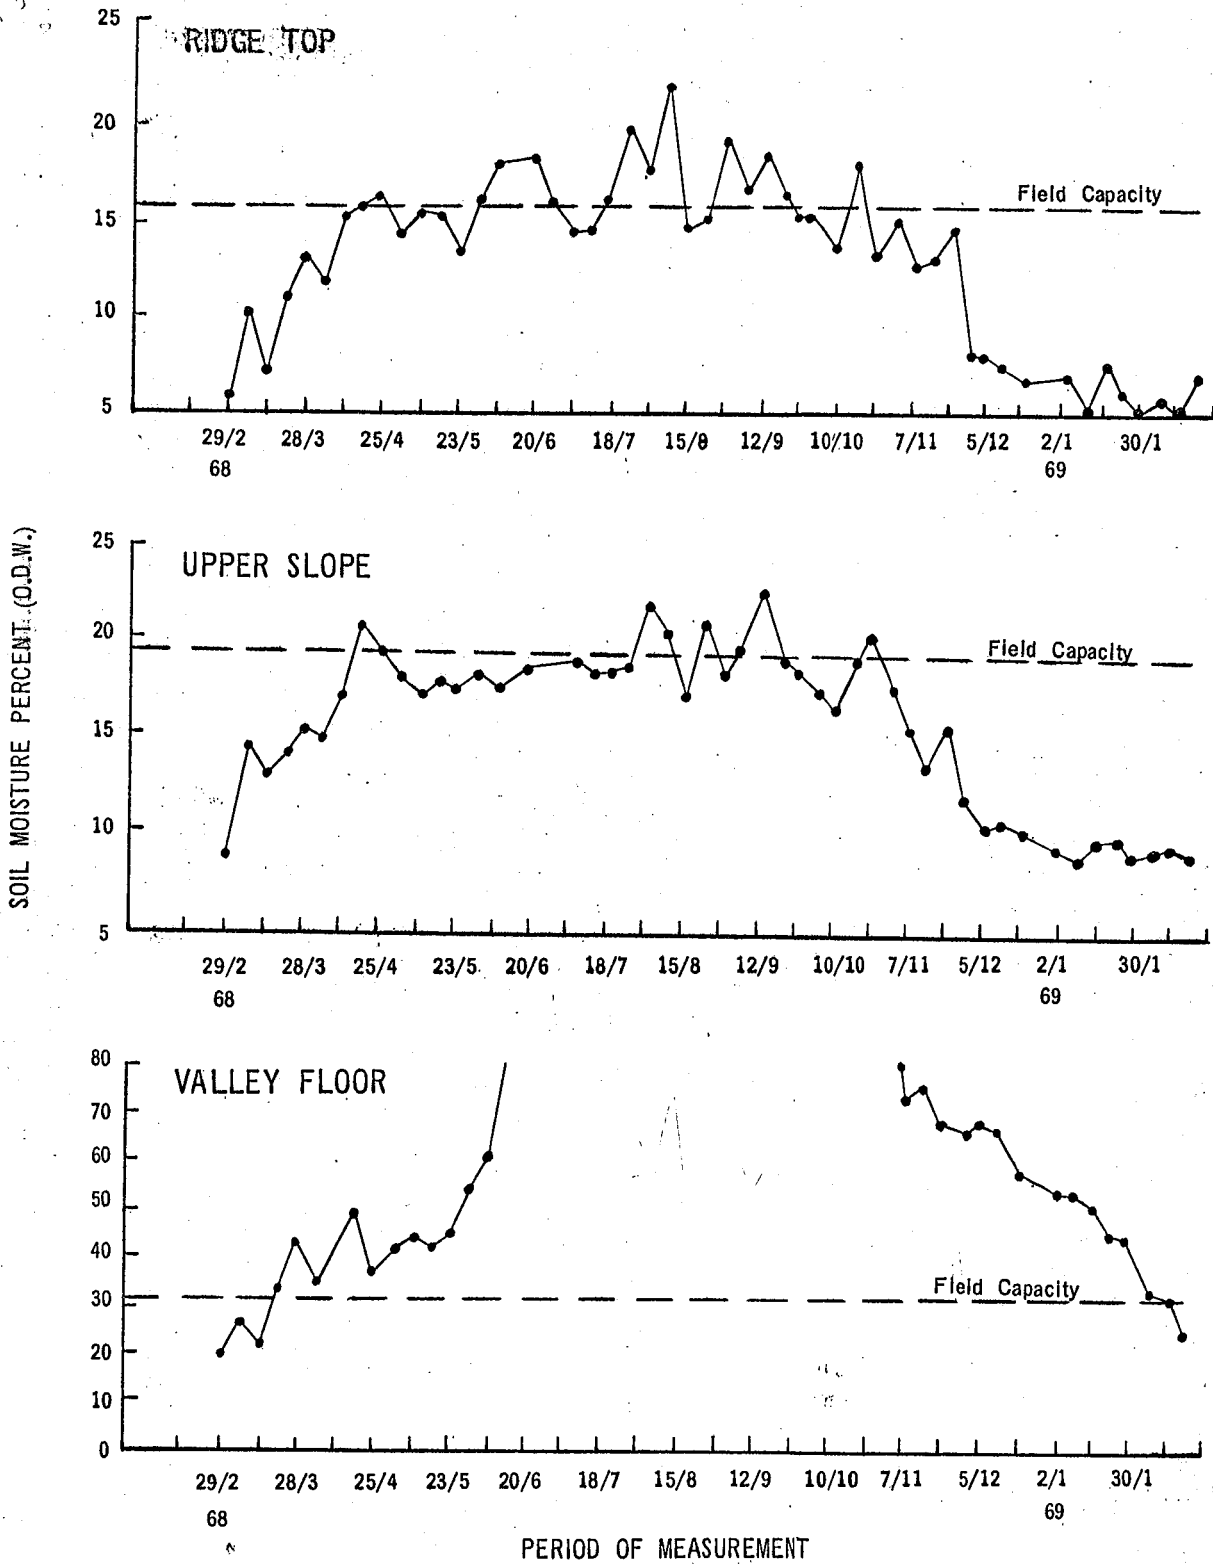 25
RIDGE TOP
20
Field Capacity
15
10
5
29/2 28/3 25/4 23/5 20/6 18/7 15/8 12/9 10/10 7/11 5/12 2/1 30/1
68 69
SOIL MOISTURE PERCENT (O.D.W.)
25
UPPER SLOPE
20
Field Capacity
15
10
5
29/2 28/3 25/4 23/5 20/6 18/7 15/8 12/9 10/10 7/11 5/12 2/1 30/1
68 69
80
VALLEY FLOOR
70
60
50
40
Field Capacity
30
20
10
0
29/2 28/3 25/4 23/5 20/6 18/7 15/8 12/9 10/10 7/11 5/12 2/1 30/1
68 69
PERIOD OF MEASUREMENT